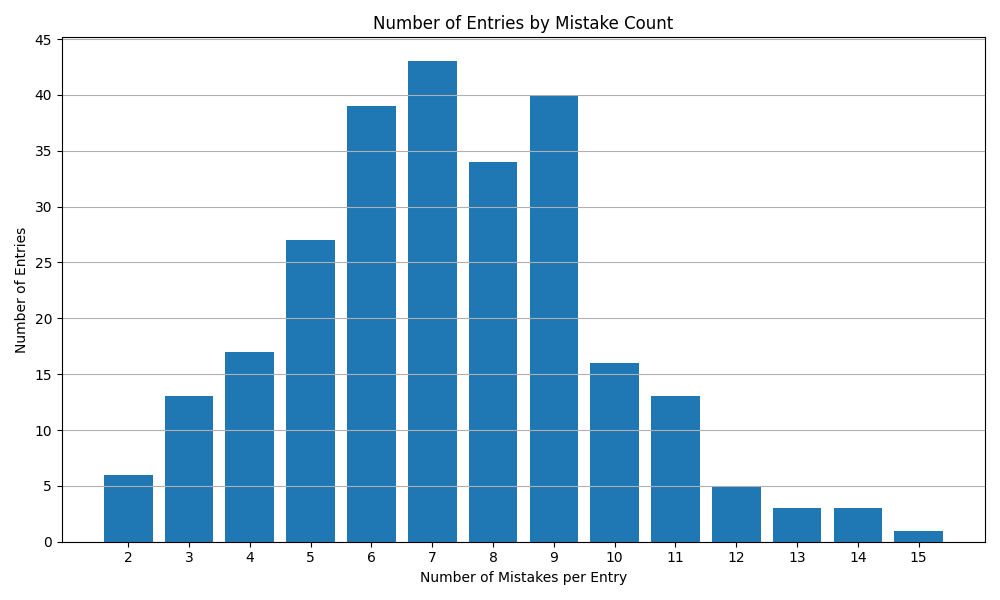 Number of Entries by Mistake Count
Number of Entries
45
40
35
30
25
20
15
10
5
0
2 3 4 5 6 7 8 9 10 11 12 13 14 15
Number of Mistakes per Entry